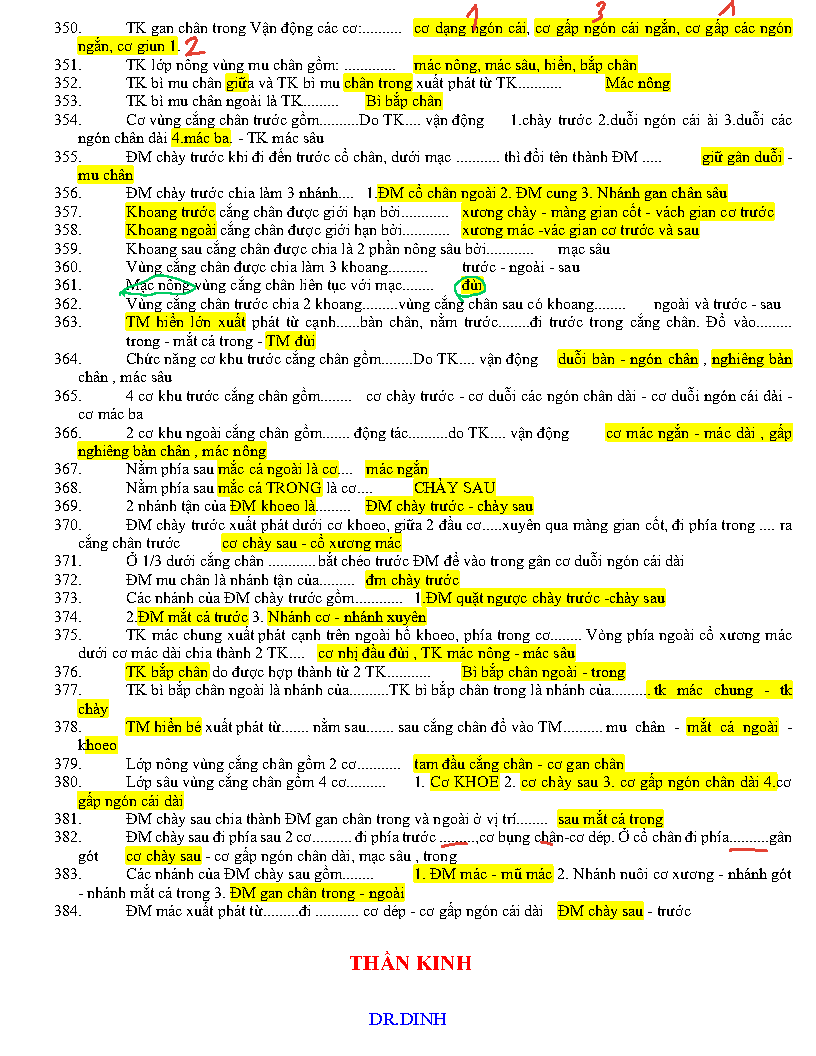 1 3 1
350. TK gan chân trong Vận động các cơ:.......... cơ dạng ngón cái, cơ gấp ngón cái ngắn, cơ gấp các ngón
ngắn, cơ giun 1. 2
351. TK lớp nông vùng mu chân gồm: ............. mác nông, mác sâu, hiển, bắp chân
352. TK bì mu chân giữa và TK bì mu chân trong xuất phát từ TK........... Mác nông
353. TK bì mu chân ngoài là TK......... Bì bắp chân
354. Cơ vùng cẳng chân trước gồm..........Do TK.... vận động 1.chày trước 2.duỗi ngón cái ài 3.duỗi các
ngón chân dài 4.mác ba. - TK mác sâu
355. ĐM chày trước khi đi đến trước cổ chân, dưới mạc ........... thì đổi tên thành ĐM ..... giữ gân duỗi -
mu chân
356. ĐM chày trước chia làm 3 nhánh.... 1.ĐM cổ chân ngoài 2. ĐM cung 3. Nhánh gan chân sâu
357. Khoang trước cẳng chân được giới hạn bởi............ xương chày - màng gian cốt - vách gian cơ trước
358. Khoang ngoài cẳng chân được giới hạn bởi............ xương mác -vác gian cơ trước và sau
359. Khoang sau cẳng chân được chia là 2 phần nông sâu bởi............ mạc sâu
360. Vùng cẳng chân được chia làm 3 khoang.......... trước - ngoài - sau
361. Mạc nông vùng cẳng chân liên tục với mạc........ đùi
362. Vùng cẳng chân trước chia 2 khoang.........vùng cẳng chân sau có khoang........ ngoài và trước - sau
363. TM hiển lớn xuất phát từ cạnh......bàn chân, nằm trước........đi trước trong cẳng chân. Đổ vào.........
trong - mắt cá trong - TM đùi
364. Chức năng cơ khu trước cẳng chân gồm........Do TK.... vận động duỗi bàn - ngón chân , nghiêng bàn
chân , mác sâu
365. 4 cơ khu trước cẳng chân gồm........ cơ chày trước - cơ duỗi các ngón chân dài - cơ duỗi ngón cái dài -
cơ mác ba
366. 2 cơ khu ngoài cẳng chân gồm....... động tác..........do TK.... vận động cơ mác ngắn - mác dài , gấp
nghiêng bàn chân , mác nông
367. Nằm phía sau mắc cá ngoài là cơ.... mác ngắn
368. Nằm phía sau mắc cá TRONG là cơ.... CHÀY SAU
369. 2 nhánh tận của ĐM khoeo là......... ĐM chày trước - chày sau
370. ĐM chày trước xuất phát dưới cơ khoeo, giữa 2 đầu cơ.....xuyên qua màng gian cốt, đi phía trong .... ra
cẳng chân trước cơ chày sau - cổ xương mác
371. Ở 1/3 dưới cẳng chân ............bắt chéo trước ĐM để vào trong gân cơ duỗi ngón cái dài
372. ĐM mu chân là nhánh tận của......... đm chày trước
373. Các nhánh của ĐM chày trước gồm............ 1.ĐM quặt ngược chày trước -chày sau
374. 2.ĐM mắt cá trước 3. Nhánh cơ - nhánh xuyên
375. TK mác chung xuất phát cạnh trên ngoài hố khoeo, phía trong cơ........ Vòng phía ngoài cổ xương mác
dưới cơ mác dài chia thành 2 TK.... cơ nhị đầu đùi , TK mác nông - mác sâu
376. TK bắp chân do được hợp thành từ 2 TK........... Bì bắp chân ngoài - trong
377. TK bì bắp chân ngoài là nhánh của..........TK bì bắp chân trong là nhánh của.......... tk mác chung - tk
chày
378. TM hiển bé xuất phát từ....... nằm sau....... sau cẳng chân đổ vào TM.......... mu chân - mắt cá ngoài -
khoeo
379. Lớp nông vùng cẳng chân gồm 2 cơ........... tam đầu cẳng chân - cơ gan chân
380. Lớp sâu vùng cẳng chân gồm 4 cơ.......... 1. Cơ KHOE 2. cơ chày sau 3. cơ gấp ngón chân dài 4.cơ
gấp ngón cái dài
381. ĐM chày sau chia thành ĐM gan chân trong và ngoài ở vị trí........ sau mắt cá trong
382. ĐM chày sau đi phía sau 2 cơ.......... đi phía trước .........,cơ bụng chân-cơ dép. Ở cổ chân đi phía.........gân
gót cơ chày sau - cơ gấp ngón chân dài, mạc sâu , trong
383. Các nhánh của ĐM chày sau gồm........ 1. ĐM mác - mũ mác 2. Nhánh nuôi cơ xương - nhánh gót
- nhánh mắt cá trong 3. ĐM gan chân trong - ngoài
384. ĐM mác xuất phát từ.........đi ........... cơ dép - cơ gấp ngón cái dài ĐM chày sau - trước
THẦN KINH
DR.DINH